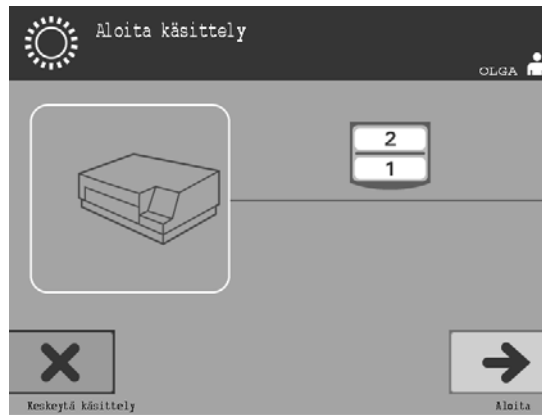 Aloita käsittely
OLGA
2
1
Keskeytä käsittely
Aloita